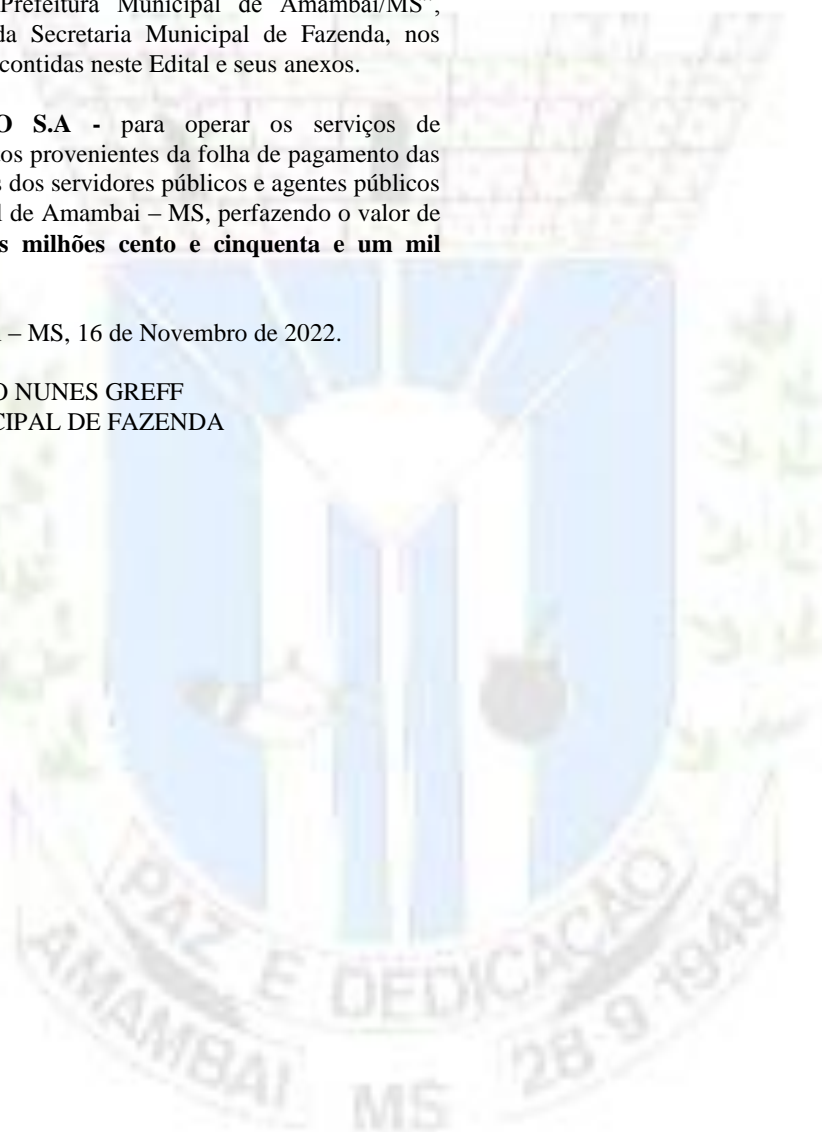 Prefeitura Municipal de Amambai/MS”,
da Secretaria Municipal de Fazenda, nos
contidas neste Edital e seus anexos.
O S.A - para operar os serviços de
provenientes da folha de pagamento das
dos servidores públicos e agentes públicos
de Amambai – MS, perfazendo o valor de
milhões cento e cinquenta e um mil
– MS, 16 de Novembro de 2022.
O NUNES GREFF
CIPAL DE FAZENDA
PAZ E DEDICAÇÃO
AMAMBAI MS 28 9 1948